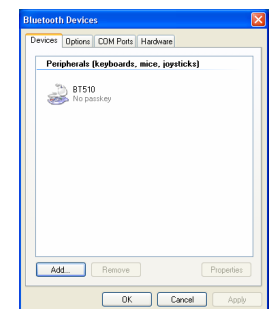 Bluetooth Devices
Devices Options COM Ports Hardware
Peripherals (keyboards, mice, joysticks)
BT510
No passkey
Add... Remove Properties
OK Cancel Apply